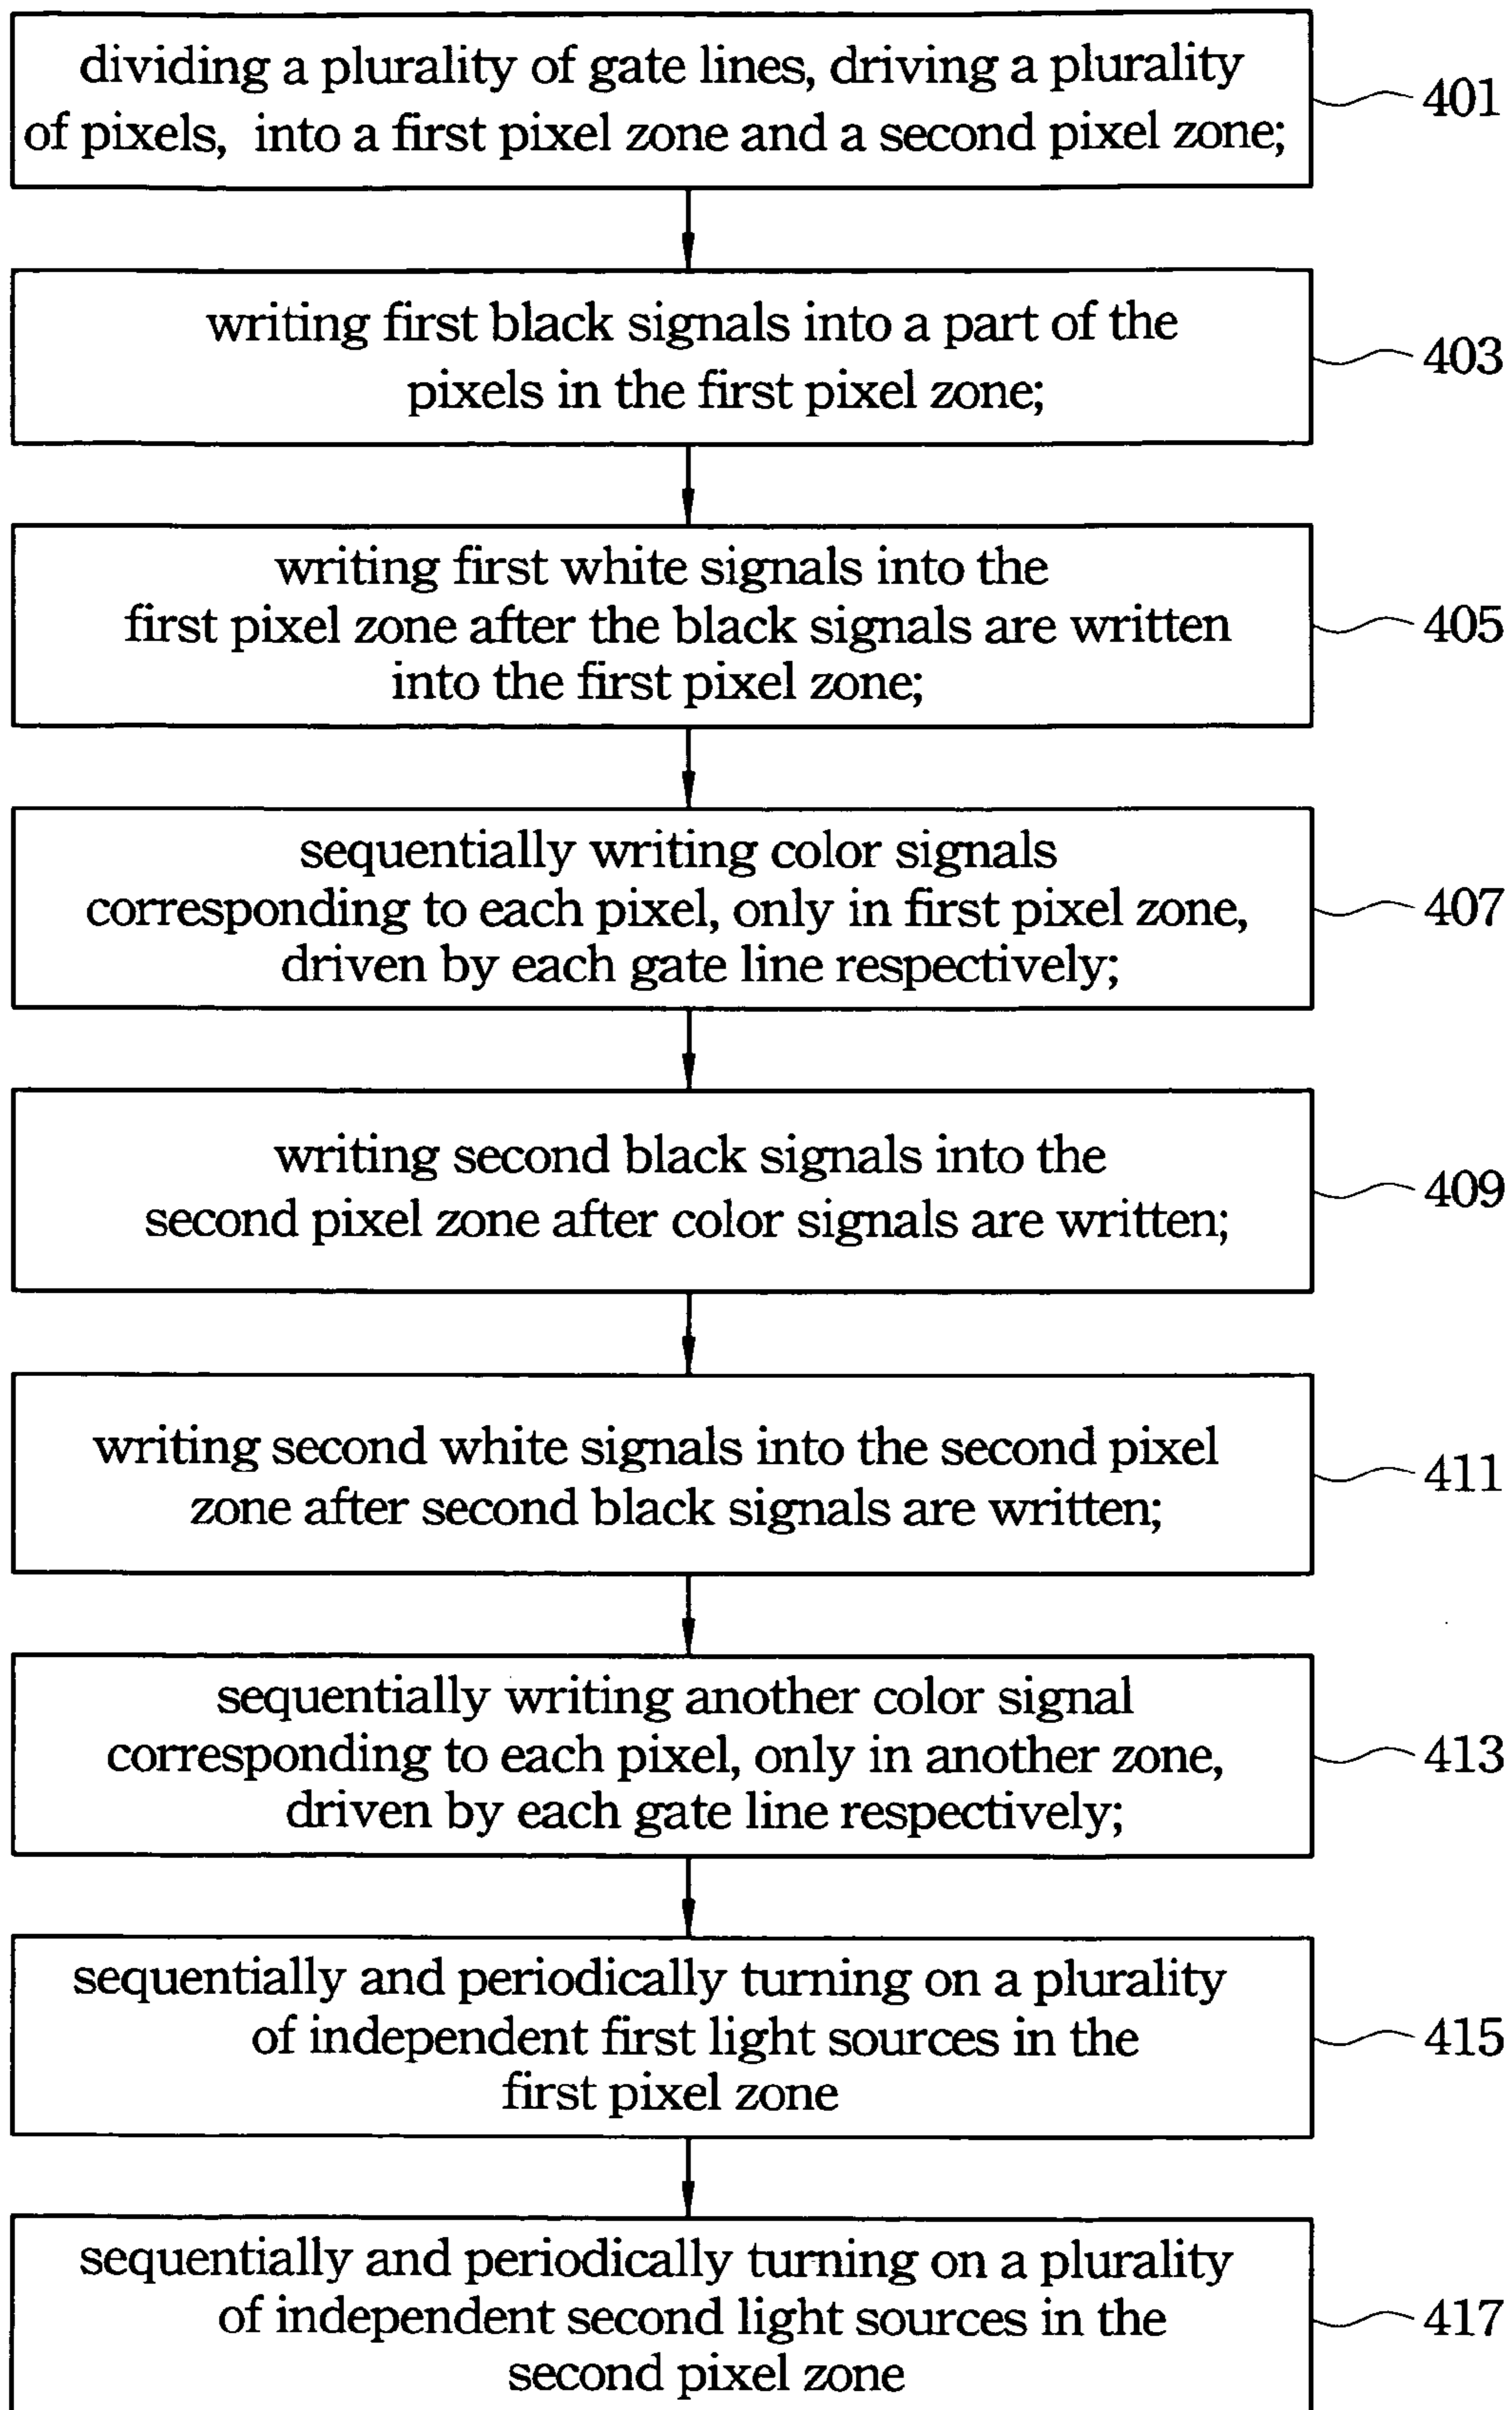 dividing a plurality of gate lines, driving a plurality
of pixels, into a first pixel zone and a second pixel zone;
401
writing first black signals into a part of the
pixels in the first pixel zone;
403
writing first white signals into the
first pixel zone after the black signals are written
into the first pixel zone;
405
sequentially writing color signals
corresponding to each pixel, only in first pixel zone,
driven by each gate line respectively;
407
writing second black signals into the
second pixel zone after color signals are written;
409
writing second white signals into the second pixel
zone after second black signals are written;
411
sequentially writing another color signal
corresponding to each pixel, only in another zone,
driven by each gate line respectively;
413
sequentially and periodically turning on a plurality
of independent first light sources in the
first pixel zone
415
sequentially and periodically turning on a plurality
of independent second light sources in the
second pixel zone
417